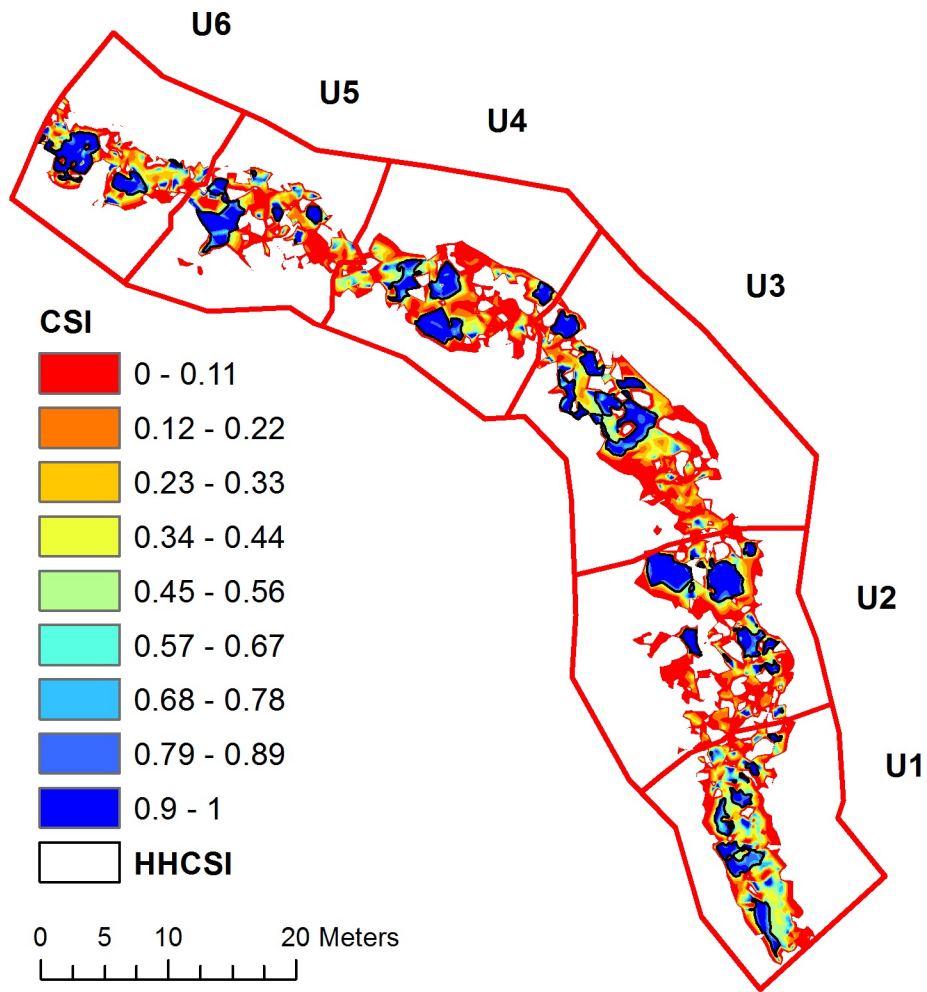 U6
U5
U4
U3
U2
U1
CSI
0 - 0.11
0.12 - 0.22
0.23 - 0.33
0.34 - 0.44
0.45 - 0.56
0.57 - 0.67
0.68 - 0.78
0.79 - 0.89
0.9 - 1
HHCSI
0 5 10 20 Meters